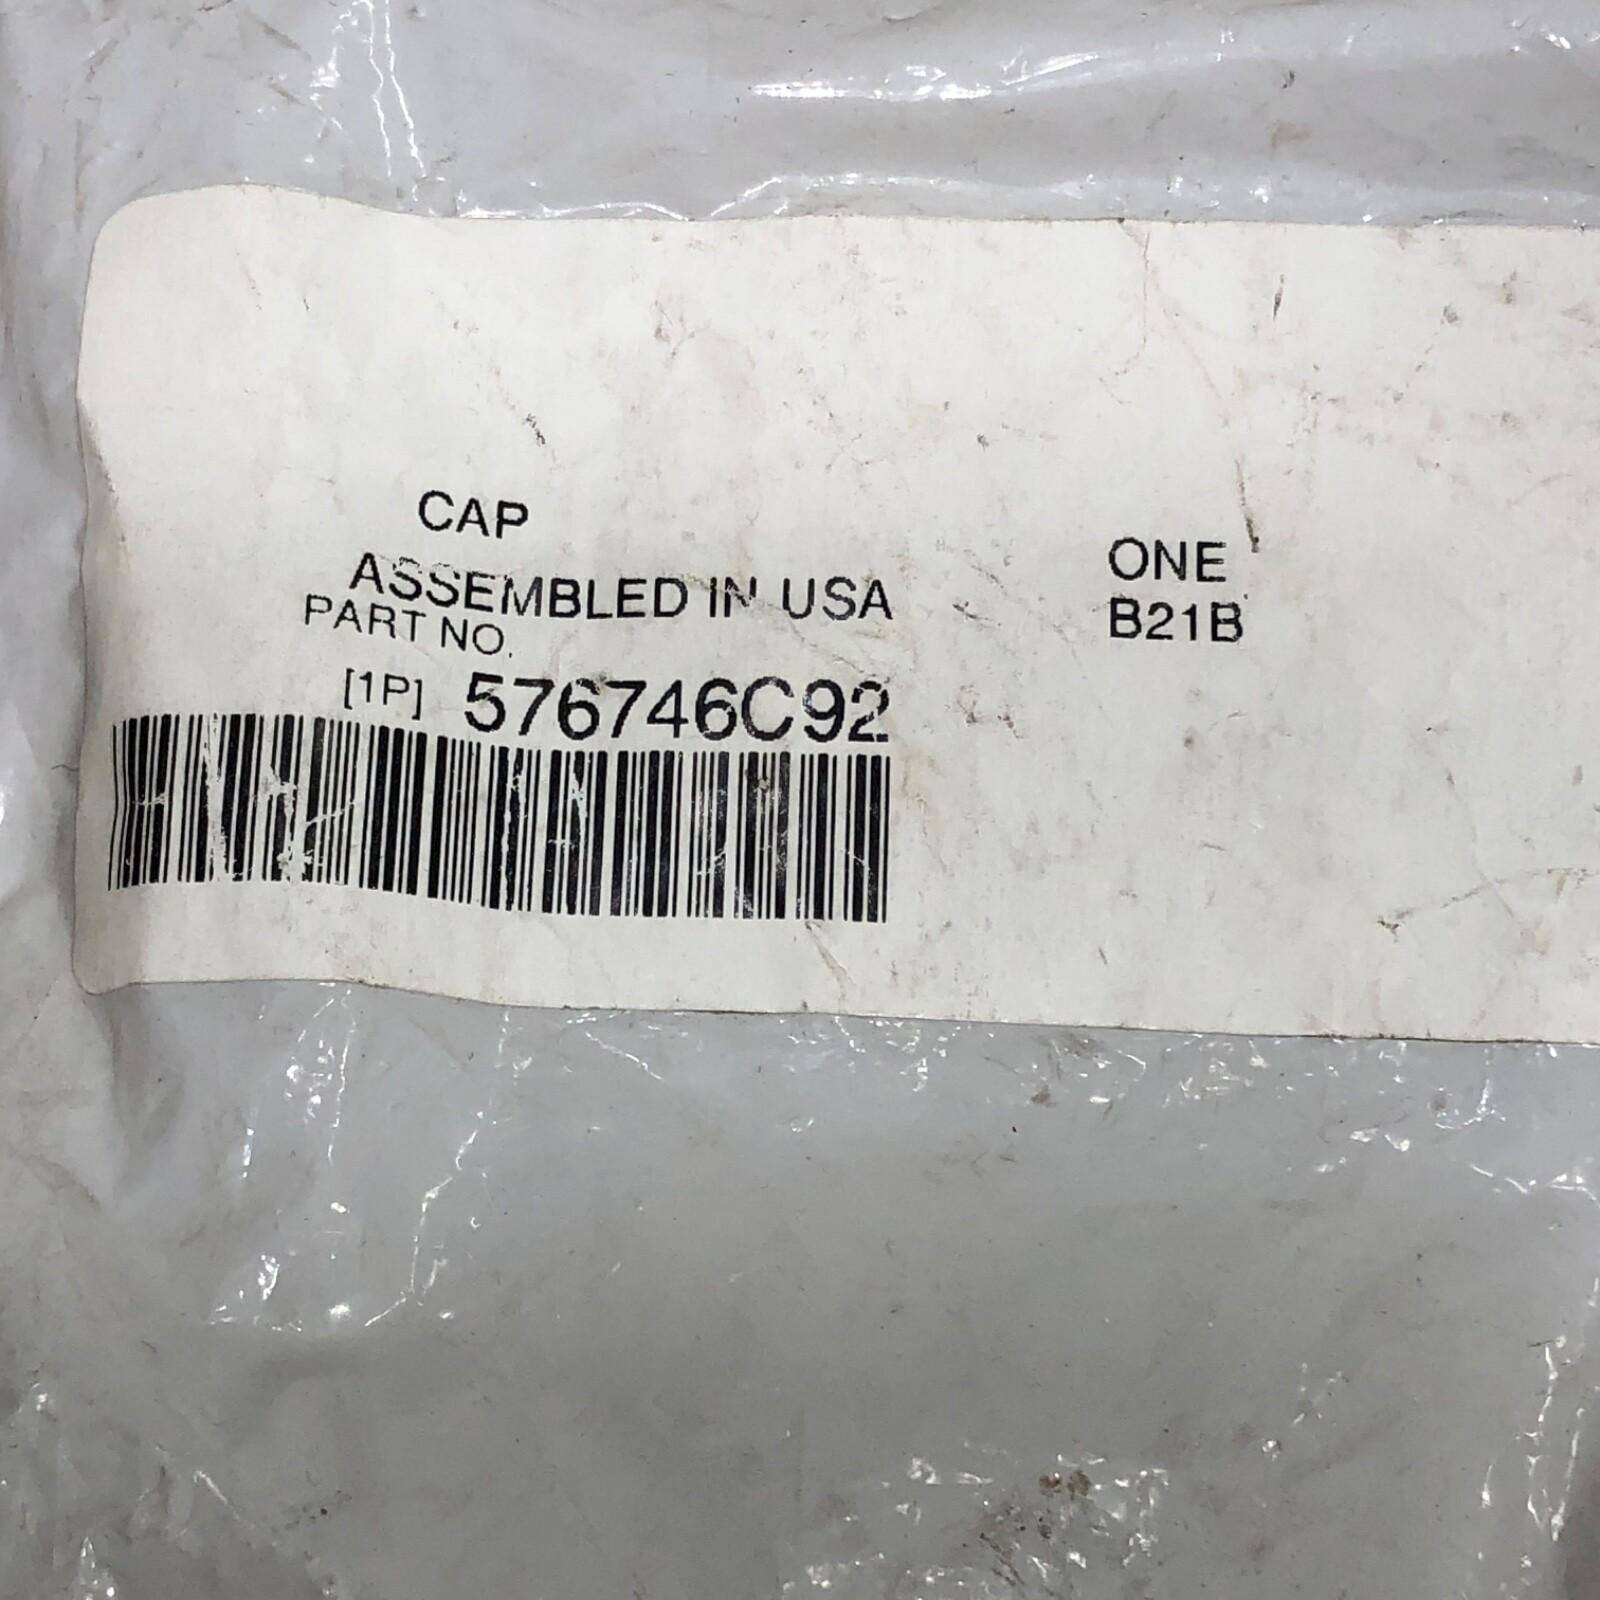 CAP
ASSEMBLED IN USA
PART NO.
[1P] 576746C92
ONE
B21B